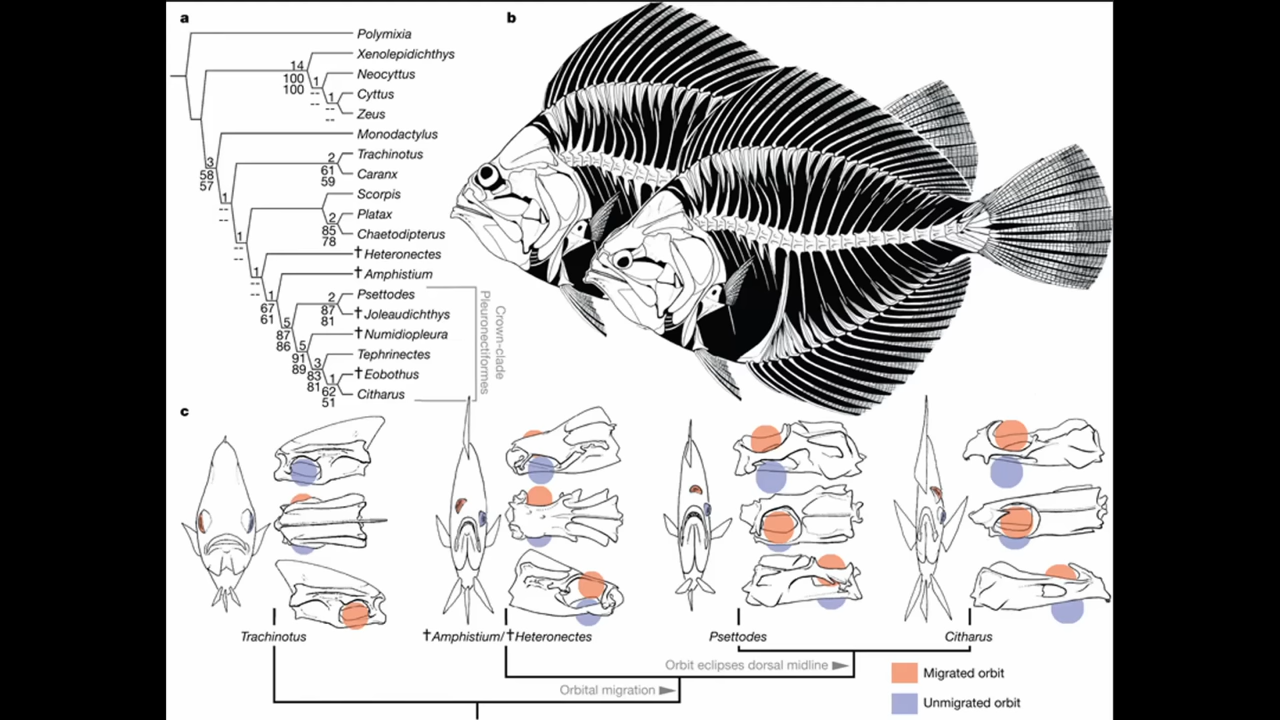 a
b
Polymixia
Xenolepidichthys
14
100
100
Neocyttus
1
--
Cyttus
1
--
--
Zeus
Monodactylus
3
58
57
Trachinotus
2
61
59
Caranx
1
--
--
Scorpis
Platax
2
85
78
Chaetodipterus
1
--
--
†Heteronectes
1
--
--
†Amphistium
1
67
61
Psettodes
2
87
81
†Joleaudichthys
5
87
86
†Numidiopleura
5
91
89
Tephrinectes
3
83
81
†Eobothus
1
62
51
Citharus
Crown-clade
Pleuronectiformes
c
Trachinotus
†Amphistium/†Heteronectes
Psettodes
Citharus
Orbit eclipses dorsal midline
Orbital migration
Migrated orbit
Unmigrated orbit